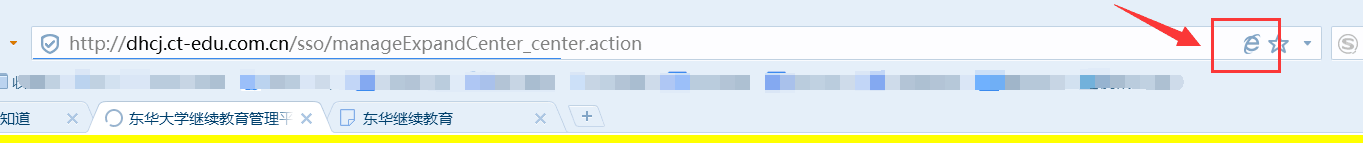 http://dhcj.ct-edu.com.cn/sso/manageExpandCenter_center.action
收
知道 东华大学继续教育管理平 东华继续教育